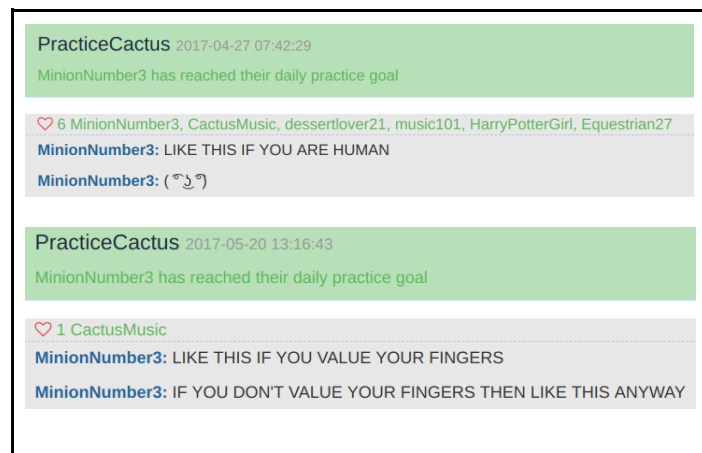 PracticeCactus 2017-04-27 07:42:29
MinionNumber3 has reached their daily practice goal
♡ 6 MinionNumber3, CactusMusic, dessertlover21, music101, HarryPotterGirl, Equestrian27
MinionNumber3: LIKE THIS IF YOU ARE HUMAN
MinionNumber3: ( ͡° ͜ʖ ͡°)
PracticeCactus 2017-05-20 13:16:43
MinionNumber3 has reached their daily practice goal
♡ 1 CactusMusic
MinionNumber3: LIKE THIS IF YOU VALUE YOUR FINGERS
MinionNumber3: IF YOU DON'T VALUE YOUR FINGERS THEN LIKE THIS ANYWAY